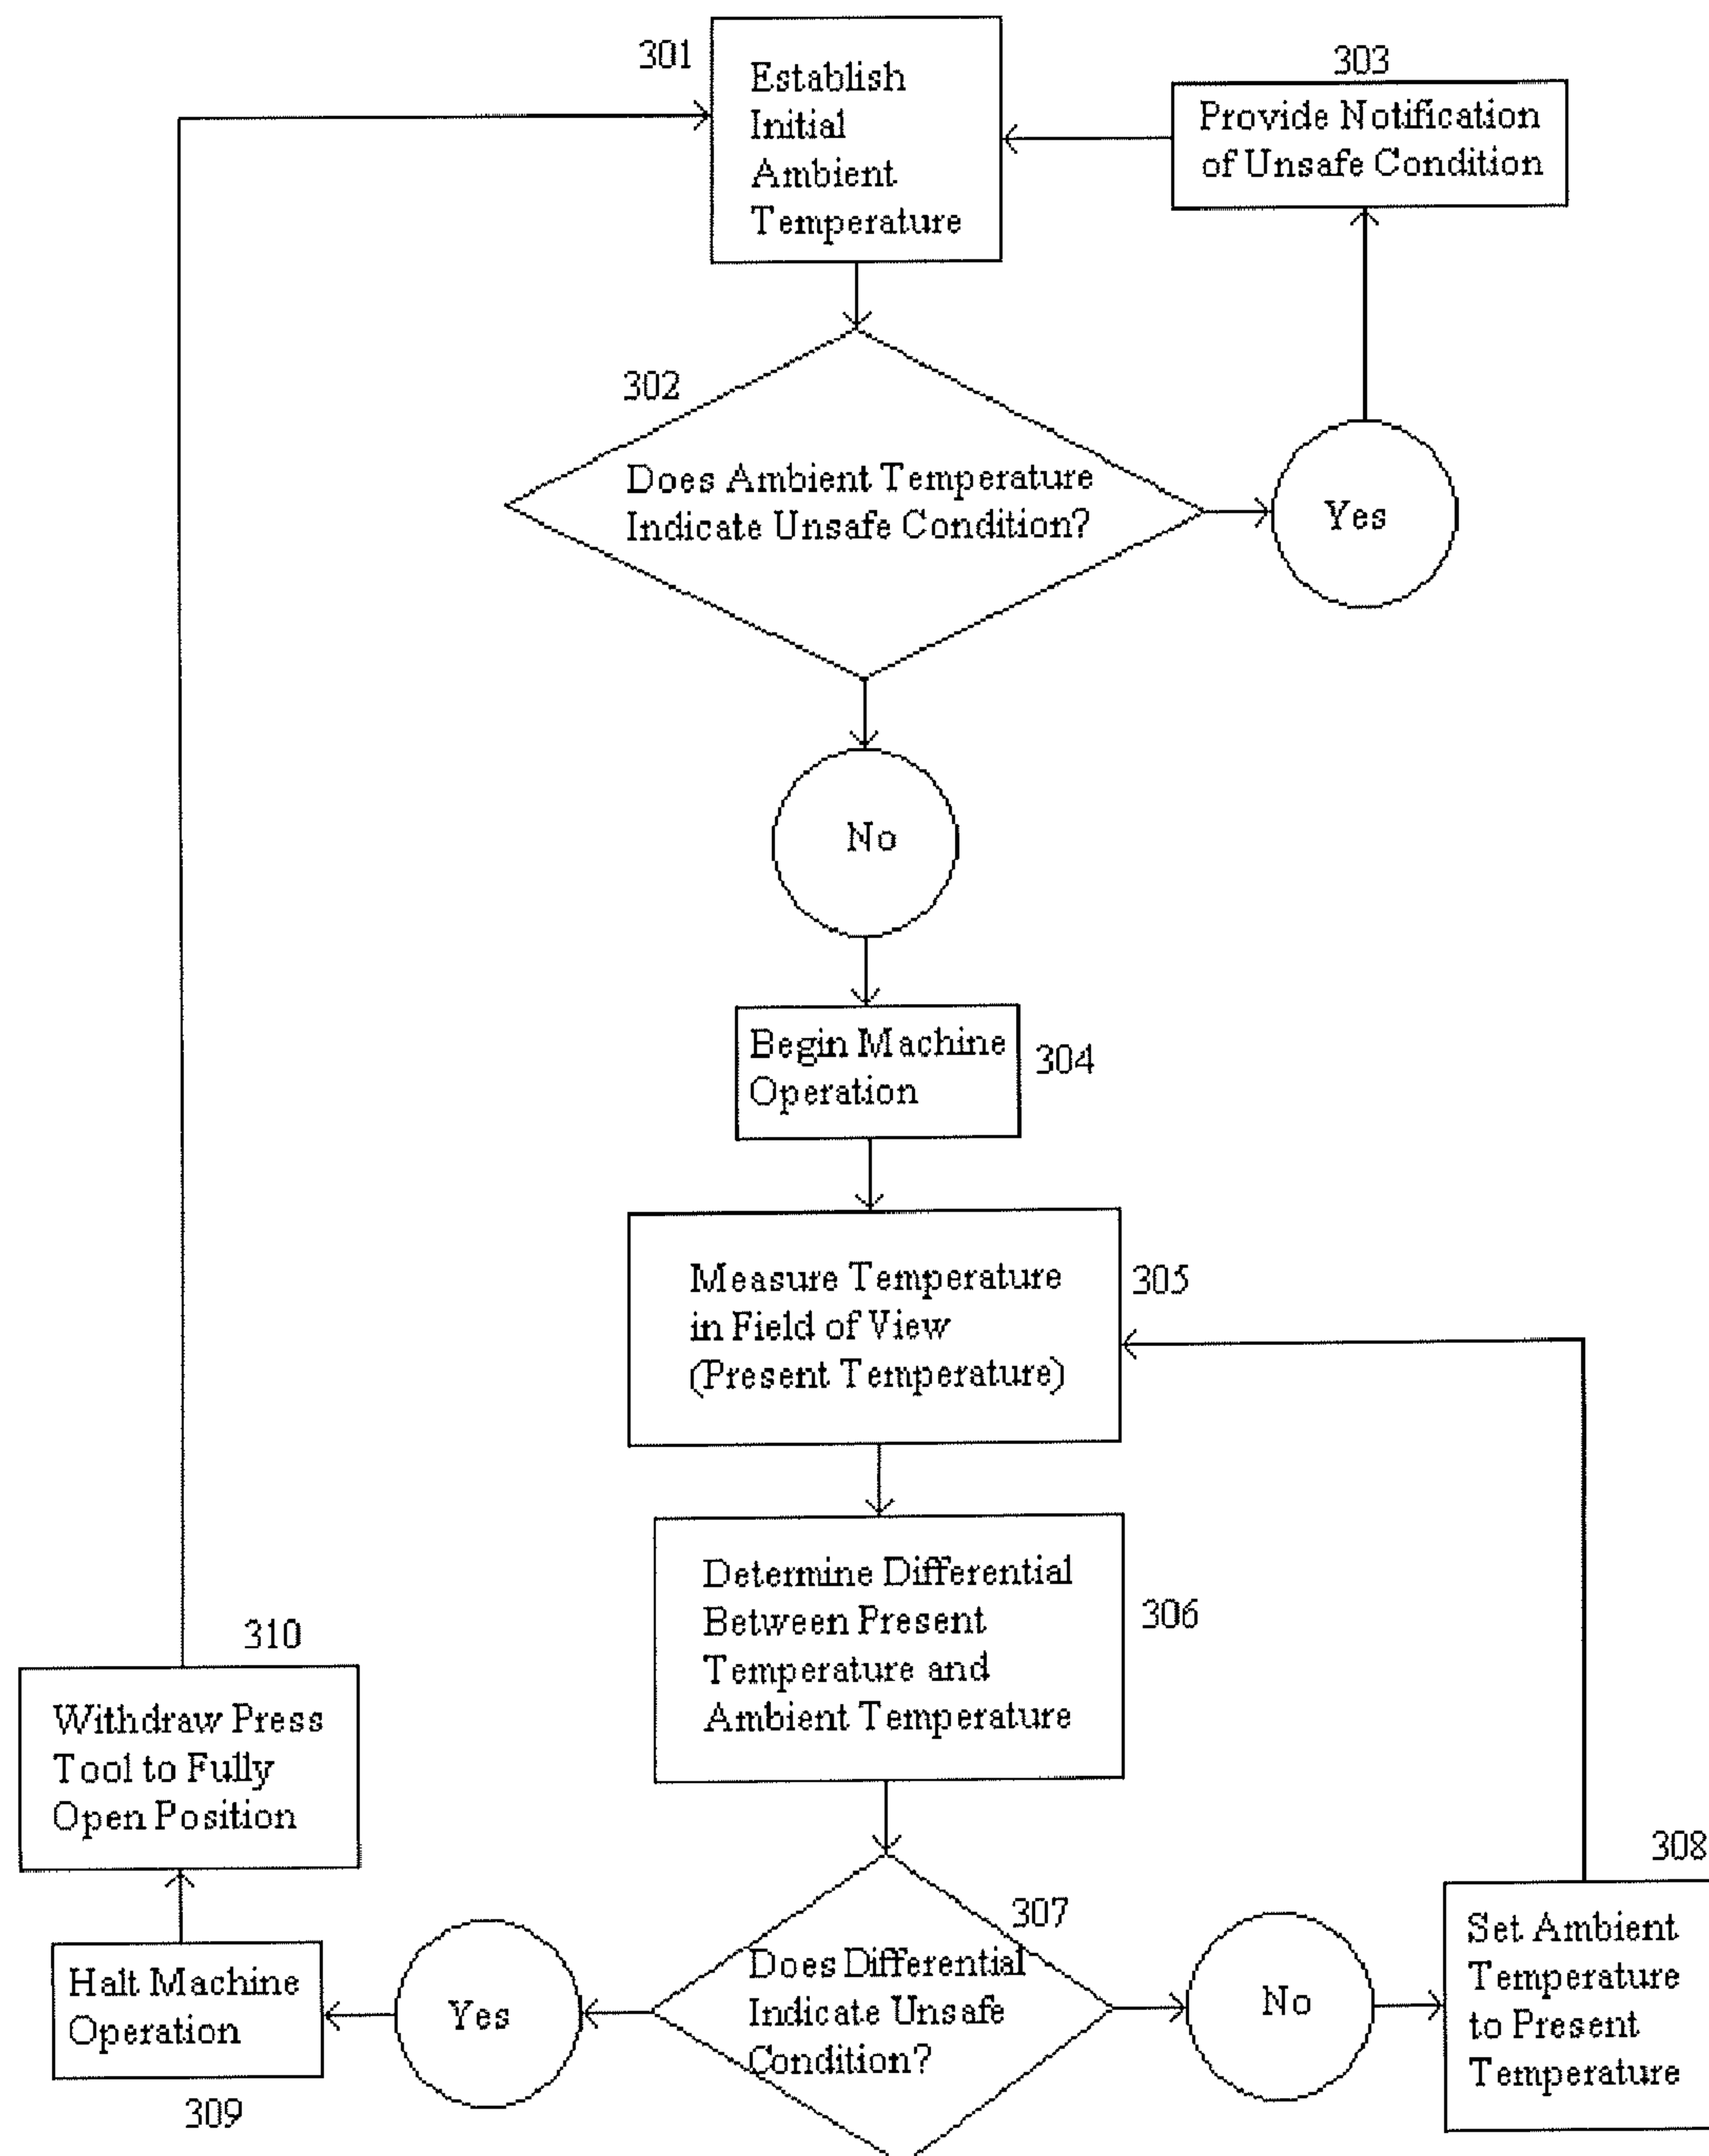 301
Establish
Initial
Ambient
Temperature
303
Provide Notification
of Unsafe Condition
302
Does Ambient Temperature
Indicate Unsafe Condition?
Yes
No
Begin Machine
Operation
304
Measure Temperature
in Field of View
(Present Temperature)
305
Determine Differential
Between Present
Temperature and
Ambient Temperature
306
310
Withdraw Press
Tool to Fully
Open Position
307
Does Differential
Indicate Unsafe
Condition?
308
Set Ambient
Temperature
to Present
Temperature
No
Yes
Halt Machine
Operation
309